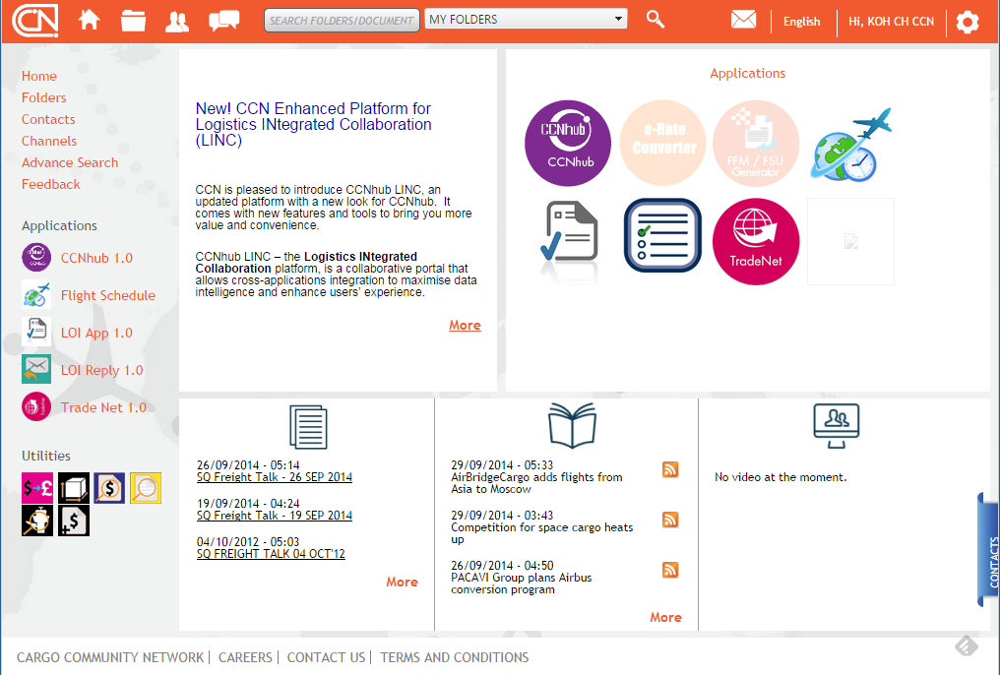 CN
SEARCH FOLDERS/DOCUMENT
MY FOLDERS
English
Hi, KOH CH CCN
Home
Folders
Contacts
Channels
Advance Search
Feedback
Applications
CCNhub 1.0
Flight Schedule
LOI App 1.0
LOI Reply 1.0
Trade Net 1.0
Utilities
New! CCN Enhanced Platform for
Logistics INtegrated Collaboration
(LINC)
CCN is pleased to introduce CCNhub LINC, an
updated platform with a new look for CCNhub. It
comes with new features and tools to bring you more
value and convenience.
CCNhub LINC – the Logistics INtegrated
Collaboration platform, is a collaborative portal that
allows cross-applications integration to maximise data
intelligence and enhance users' experience.
More
Applications
CCNhub
CCNhub
e-Rate
Converter
FFM / FSU
Generator
TradeNet
26/09/2014 - 05:14
SQ Freight Talk - 26 SEP 2014
19/09/2014 - 04:24
SQ Freight Talk - 19 SEP 2014
04/10/2012 - 05:03
SQ FREIGHT TALK 04 OCT'12
More
29/09/2014 - 05:33
AirBridgeCargo adds flights from
Asia to Moscow
29/09/2014 - 03:43
Competition for space cargo heats
up
26/09/2014 - 04:50
PACAVI Group plans Airbus
conversion program
More
No video at the moment.
CONTACTS
CARGO COMMUNITY NETWORK | CAREERS | CONTACT US | TERMS AND CONDITIONS